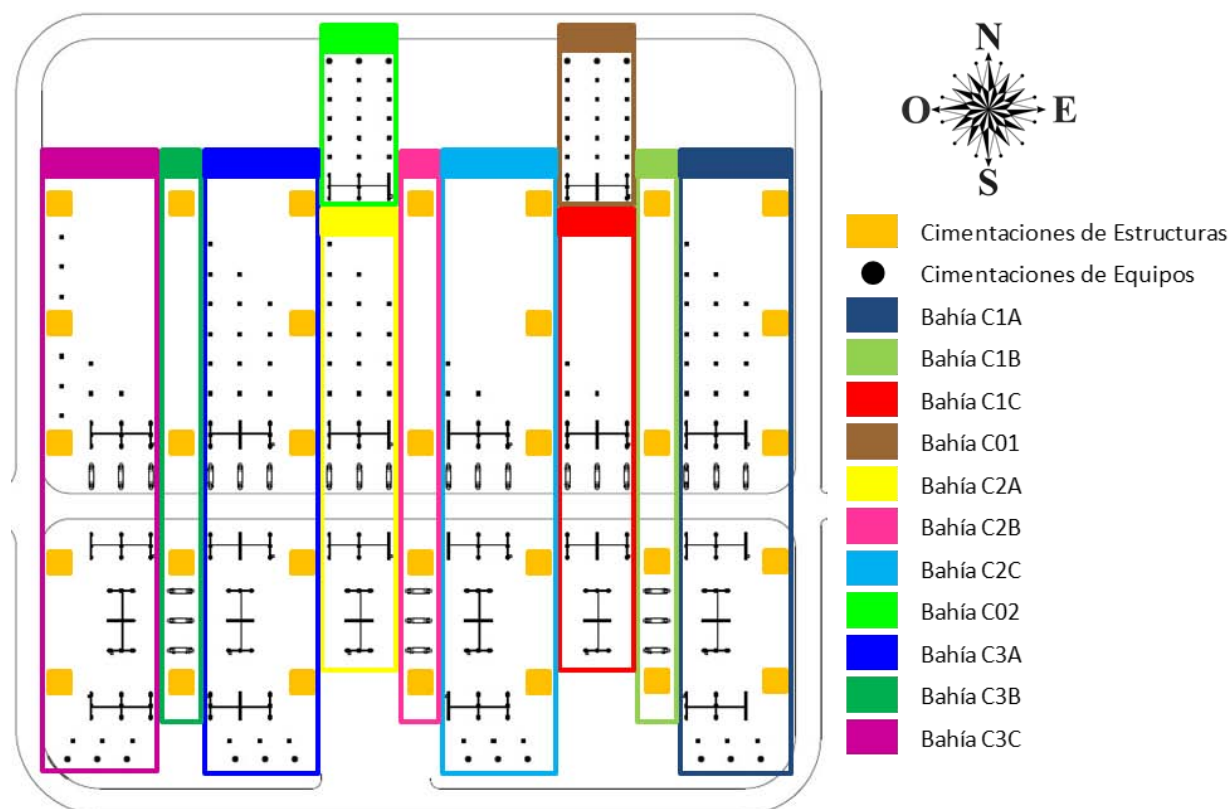 N
O
E
S
Cimentaciones de Estructuras
Cimentaciones de Equipos
Bahía C1A
Bahía C1B
Bahía C1C
Bahía C01
Bahía C2A
Bahía C2B
Bahía C2C
Bahía C02
Bahía C3A
Bahía C3B
Bahía C3C